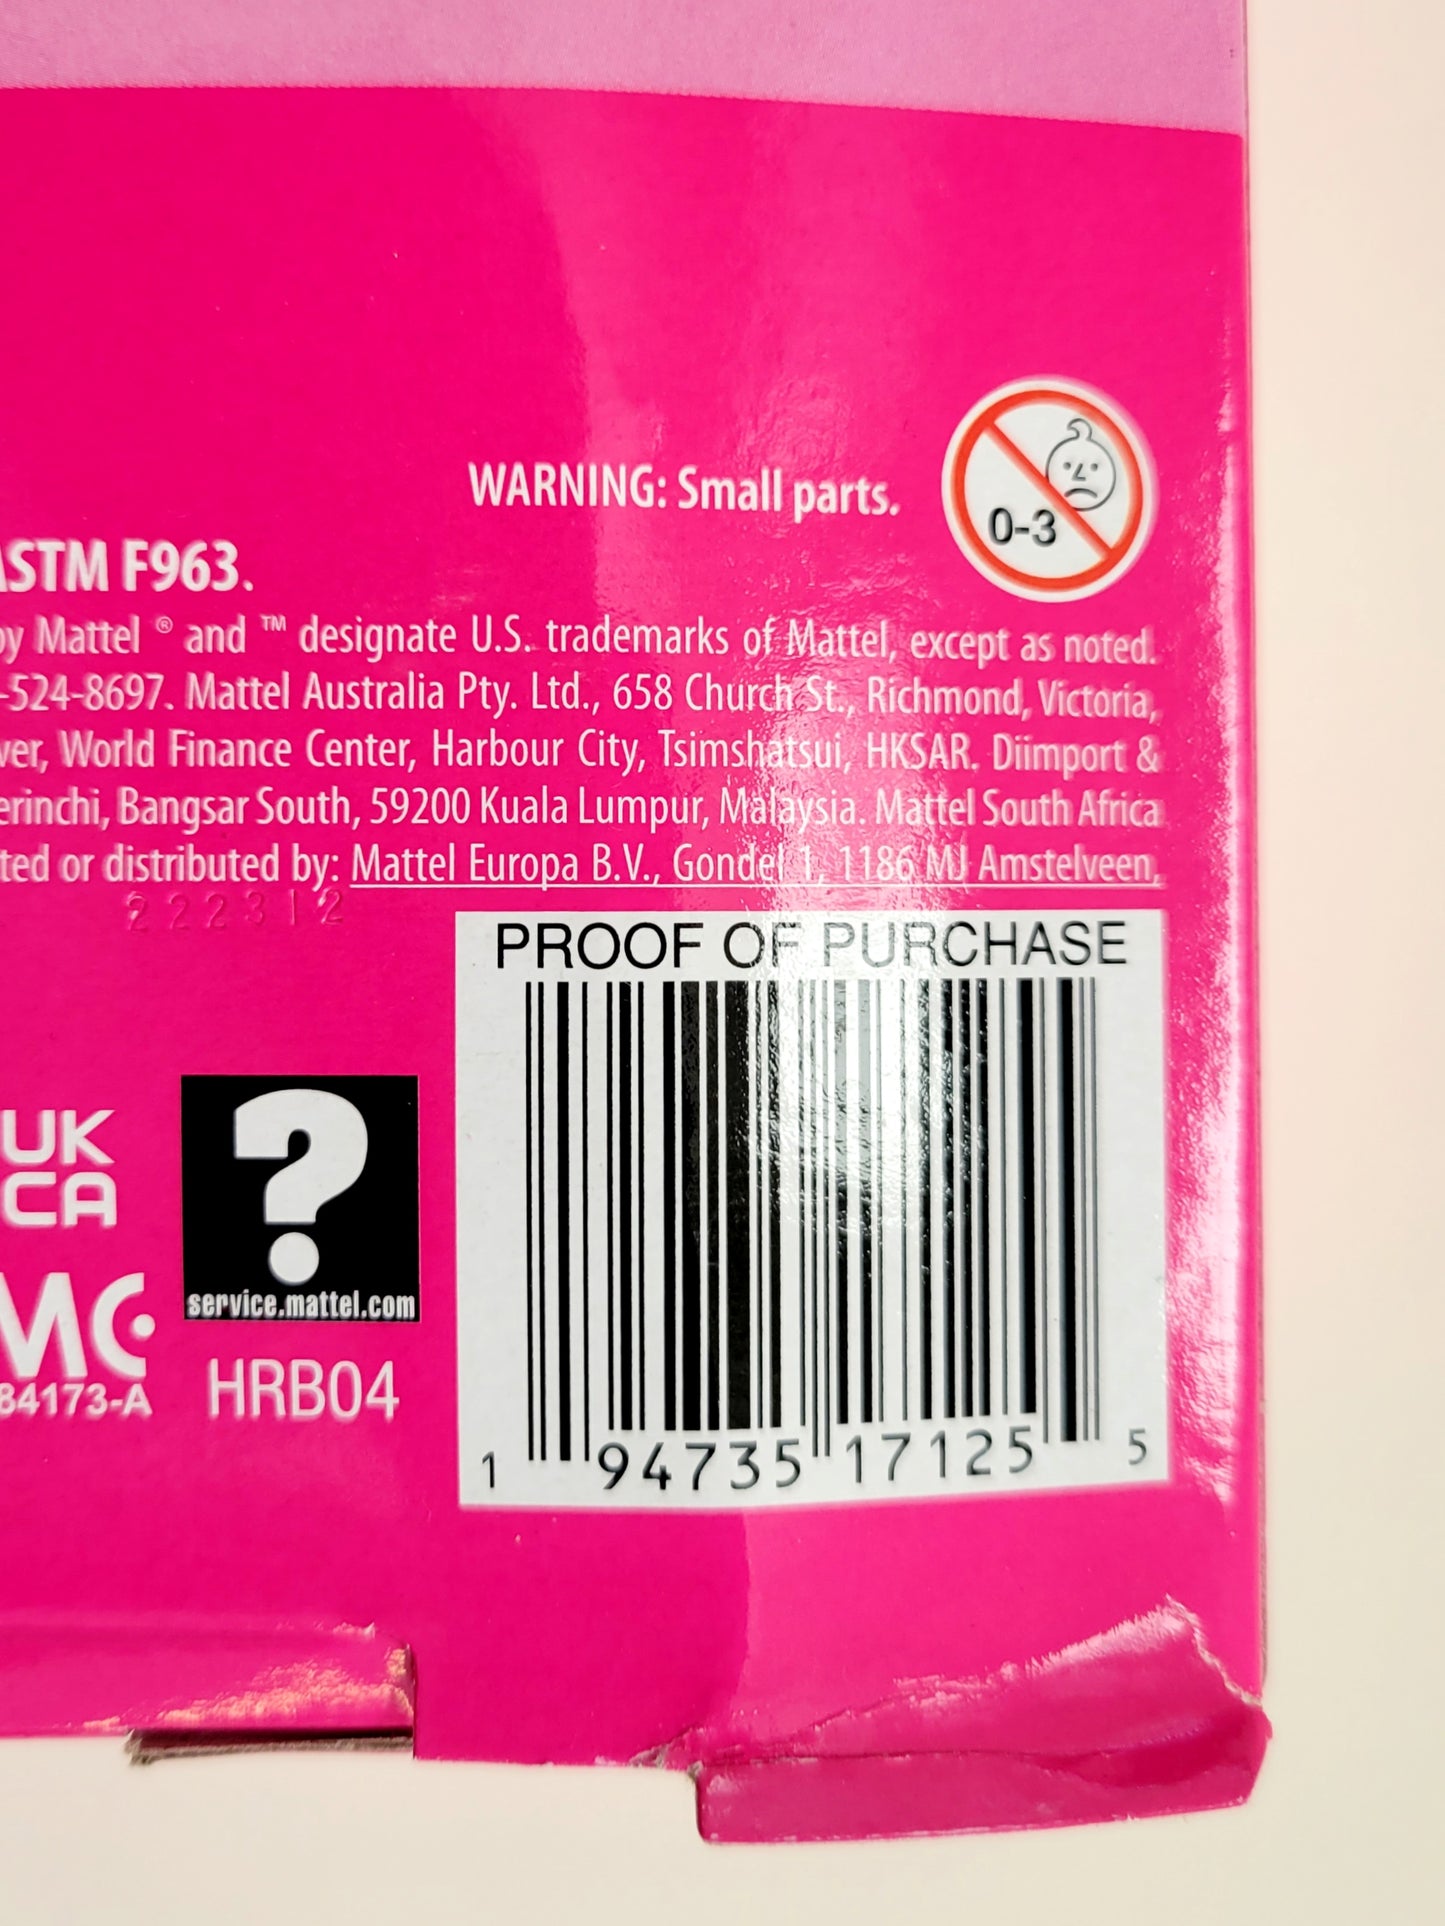 WARNING: Small parts.
0-3
ASTM F963.
by Mattel ® and ™ designate U.S. trademarks of Mattel, except as noted.
-524-8697. Mattel Australia Pty. Ltd., 658 Church St., Richmond, Victoria,
ver, World Finance Center, Harbour City, Tsimshatsui, HKSAR. Diimport &
erinchi, Bangsar South, 59200 Kuala Lumpur, Malaysia. Mattel South Africa
ted or distributed by: Mattel Europa B.V., Gondel 1, 1186 MJ Amstelveen,
222312
PROOF OF PURCHASE
UK
CA
?
service.mattel.com
MC
84173-A
HRB04
1 94735 17125 5